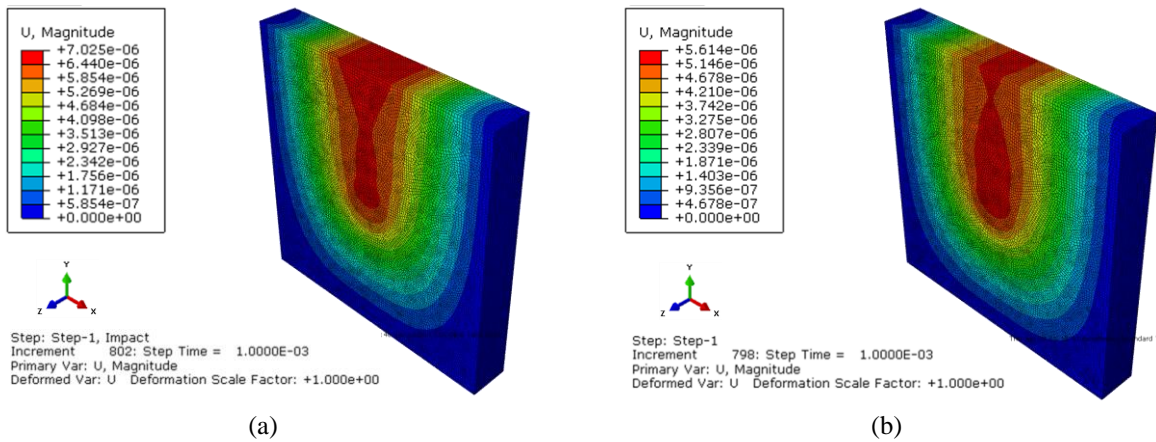 U, Magnitude
+7.025e-06
+6.440e-06
+5.854e-06
+5.269e-06
+4.684e-06
+4.098e-06
+3.513e-06
+2.927e-06
+2.342e-06
+1.756e-06
+1.171e-06
+5.854e-07
+0.000e+00
Y
Z
X
Step: Step-1, Impact
Increment 802: Step Time = 1.0000E-03
Primary Var: U, Magnitude
Deformed Var: U Deformation Scale Factor: +1.000e+00
(a)
U, Magnitude
+5.614e-06
+5.146e-06
+4.678e-06
+4.210e-06
+3.742e-06
+3.275e-06
+2.807e-06
+2.339e-06
+1.871e-06
+1.403e-06
+9.356e-07
+4.678e-07
+0.000e+00
Y
Z
X
Step: Step-1
Increment 798: Step Time = 1.0000E-03
Primary Var: U, Magnitude
Deformed Var: U Deformation Scale Factor: +1.000e+00
(b)